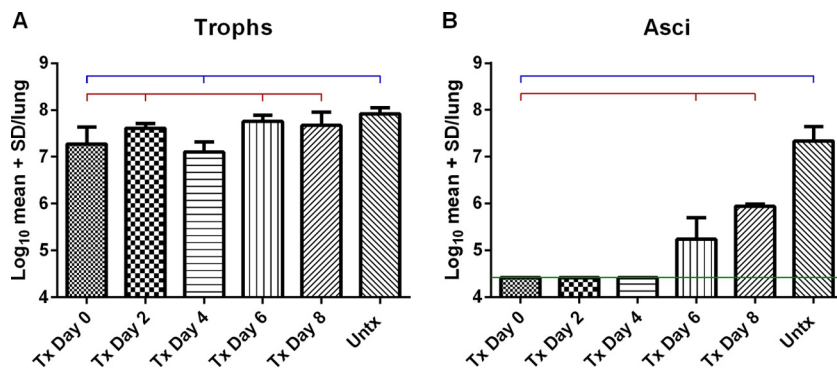 A
Trophs
Log10 mean + SD/lung
9
8
7
6
5
4
Tx Day 0
Tx Day 2
Tx Day 4
Tx Day 6
Tx Day 8
Untx
B
Asci
Log10 mean + SD/lung
9
8
7
6
5
4
Tx Day 0
Tx Day 2
Tx Day 4
Tx Day 6
Tx Day 8
Untx